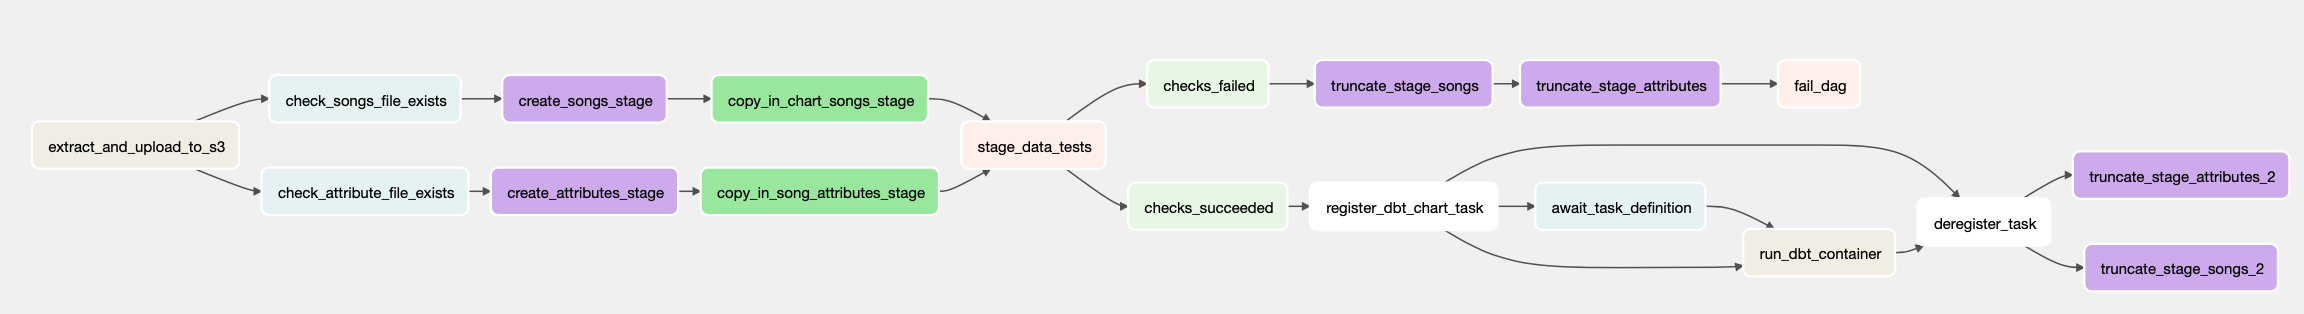 extract_and_upload_to_s3
check_songs_file_exists
create_songs_stage
copy_in_chart_songs_stage
check_attribute_file_exists
create_attributes_stage
copy_in_song_attributes_stage
stage_data_tests
checks_failed
truncate_stage_songs
truncate_stage_attributes
fail_dag
checks_succeeded
register_dbt_chart_task
await_task_definition
run_dbt_container
deregister_task
truncate_stage_attributes_2
truncate_stage_songs_2